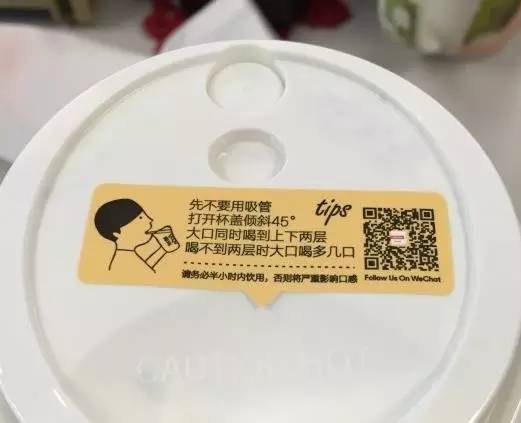 先不要用吸管
打开杯盖倾斜45°
大口同时喝到上下两层
喝不到两层时大口喝多几口
tips
请务必半小时内饮用，否则将严重影响口感
Follow Us On WeChat
CAUTION HOT